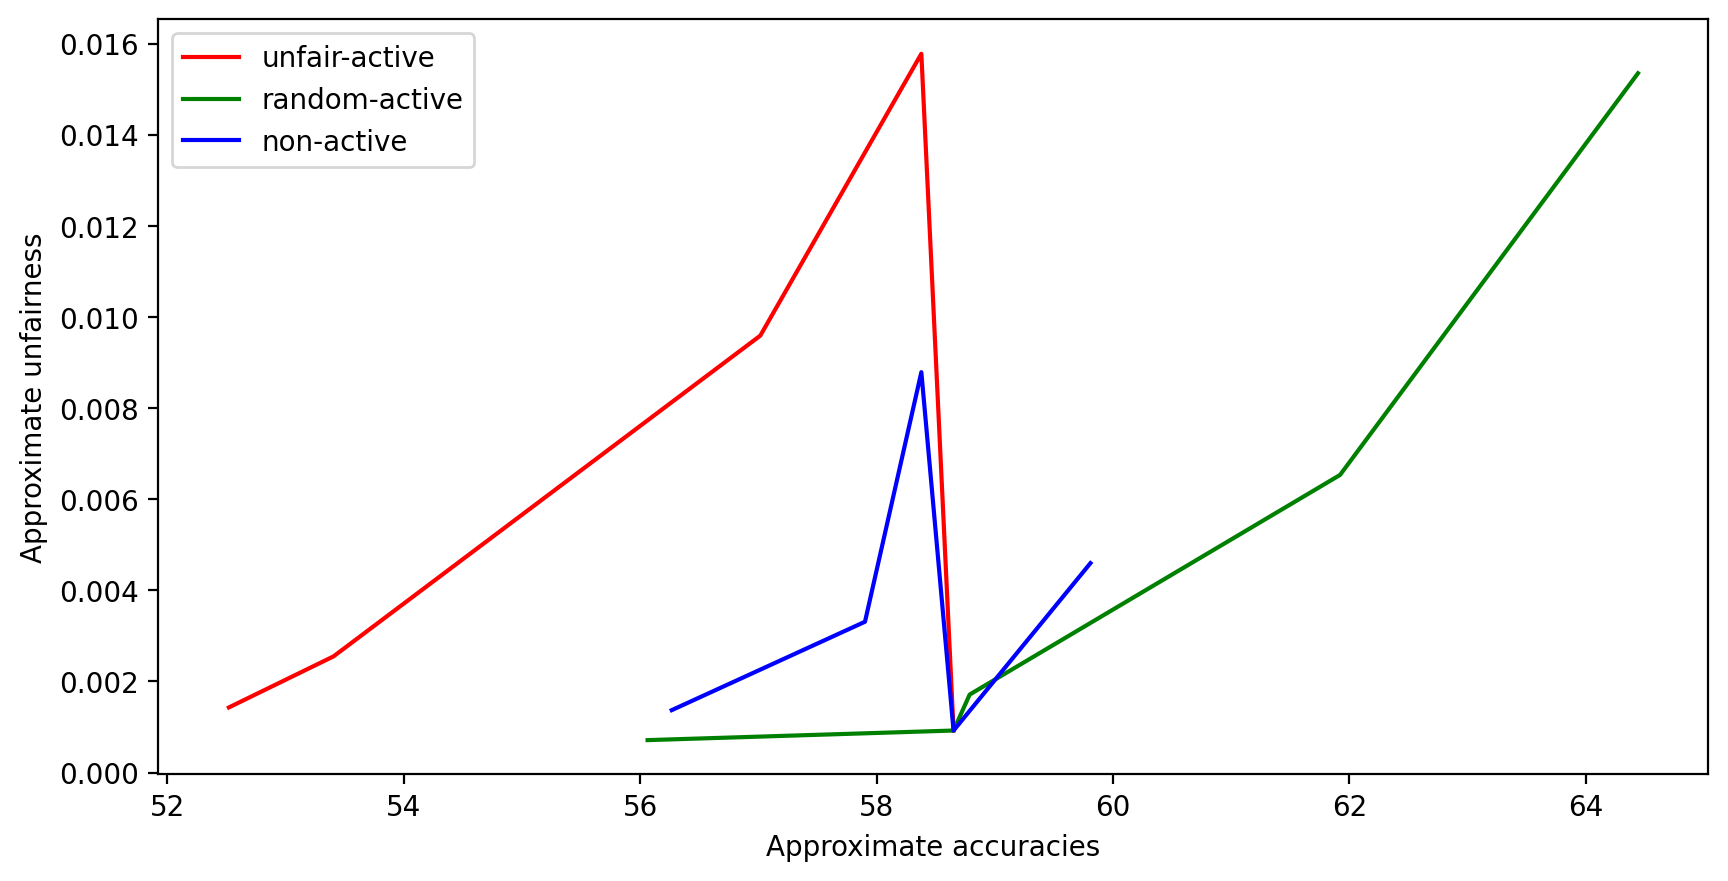 unfair-active
random-active
non-active
0.016
0.014
0.012
0.010
0.008
0.006
0.004
0.002
0.000
Approximate unfairness
52 54 56 58 60 62 64
Approximate accuracies